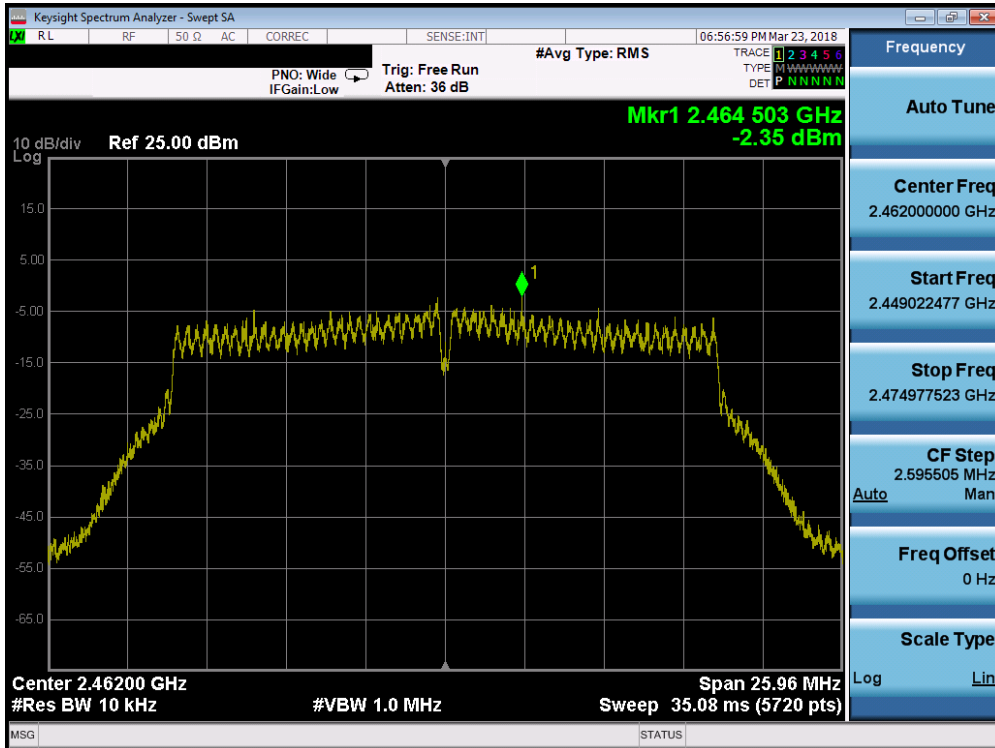 Keysight Spectrum Analyzer - Swept SA
LXI RL RF 50 Ω AC CORREC SENSE:INT 06:56:59 PM Mar 23, 2018
#Avg Type: RMS
TRACE 1 2 3 4 5 6
TYPE M W W W W W
DET P N N N N N
PNO: Wide Trig: Free Run
IFGain:Low Atten: 36 dB
Mkr1 2.464 503 GHz
-2.35 dBm
10 dB/div Ref 25.00 dBm
Log
15.0
5.00
-5.00
-15.0
-25.0
-35.0
-45.0
-55.0
-65.0
1
Center 2.46200 GHz Span 25.96 MHz
#Res BW 10 kHz #VBW 1.0 MHz Sweep 35.08 ms (5720 pts)
MSG STATUS
Frequency
Auto Tune
Center Freq
2.462000000 GHz
Start Freq
2.449022477 GHz
Stop Freq
2.474977523 GHz
CF Step
2.595505 MHz
Auto Man
Freq Offset
0 Hz
Scale Type
Log Lin